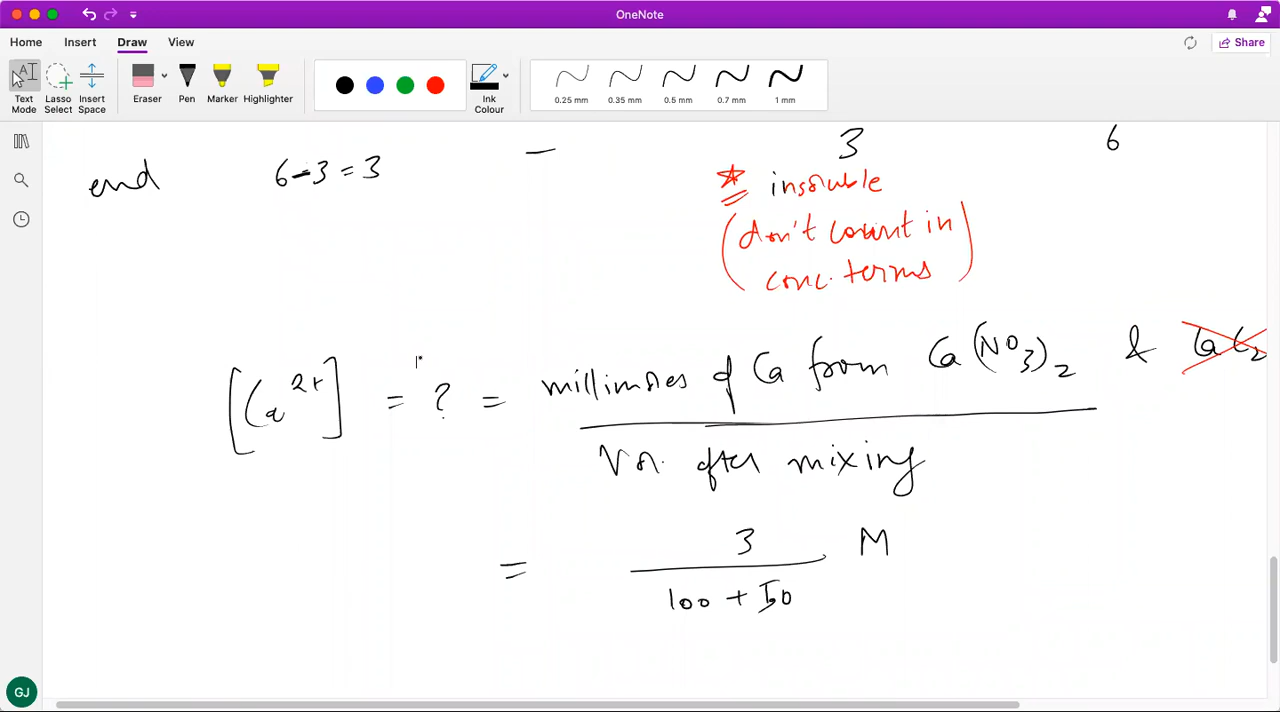 OneNote
Home Insert Draw View
Share
Text Mode
Lasso Select
Insert Space
Eraser
Pen
Marker
Highlighter
Ink Colour
0.25 mm
0.35 mm
0.5 mm
0.7 mm
1 mm
3 6
end 6-3=3 —
* insoluble
(don't count in
conc. terms)
[Ca2+] = ? = millimoles of Ca from Ca(NO3)2 &
Vol. after mixing
= 3 M
100 + 50
GJ